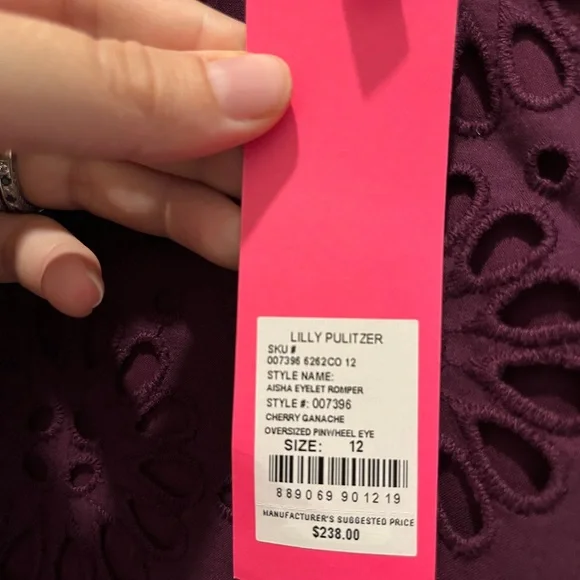 LILLY PULITZER
SKU #
007396 6262CO 12
STYLE NAME:
AISHA EYELET ROMPER
STYLE #: 007396
CHERRY GANACHE
OVERSIZED PINWHEEL EYE
SIZE: 12
889069 901219
MANUFACTURER'S SUGGESTED PRICE
$238.00